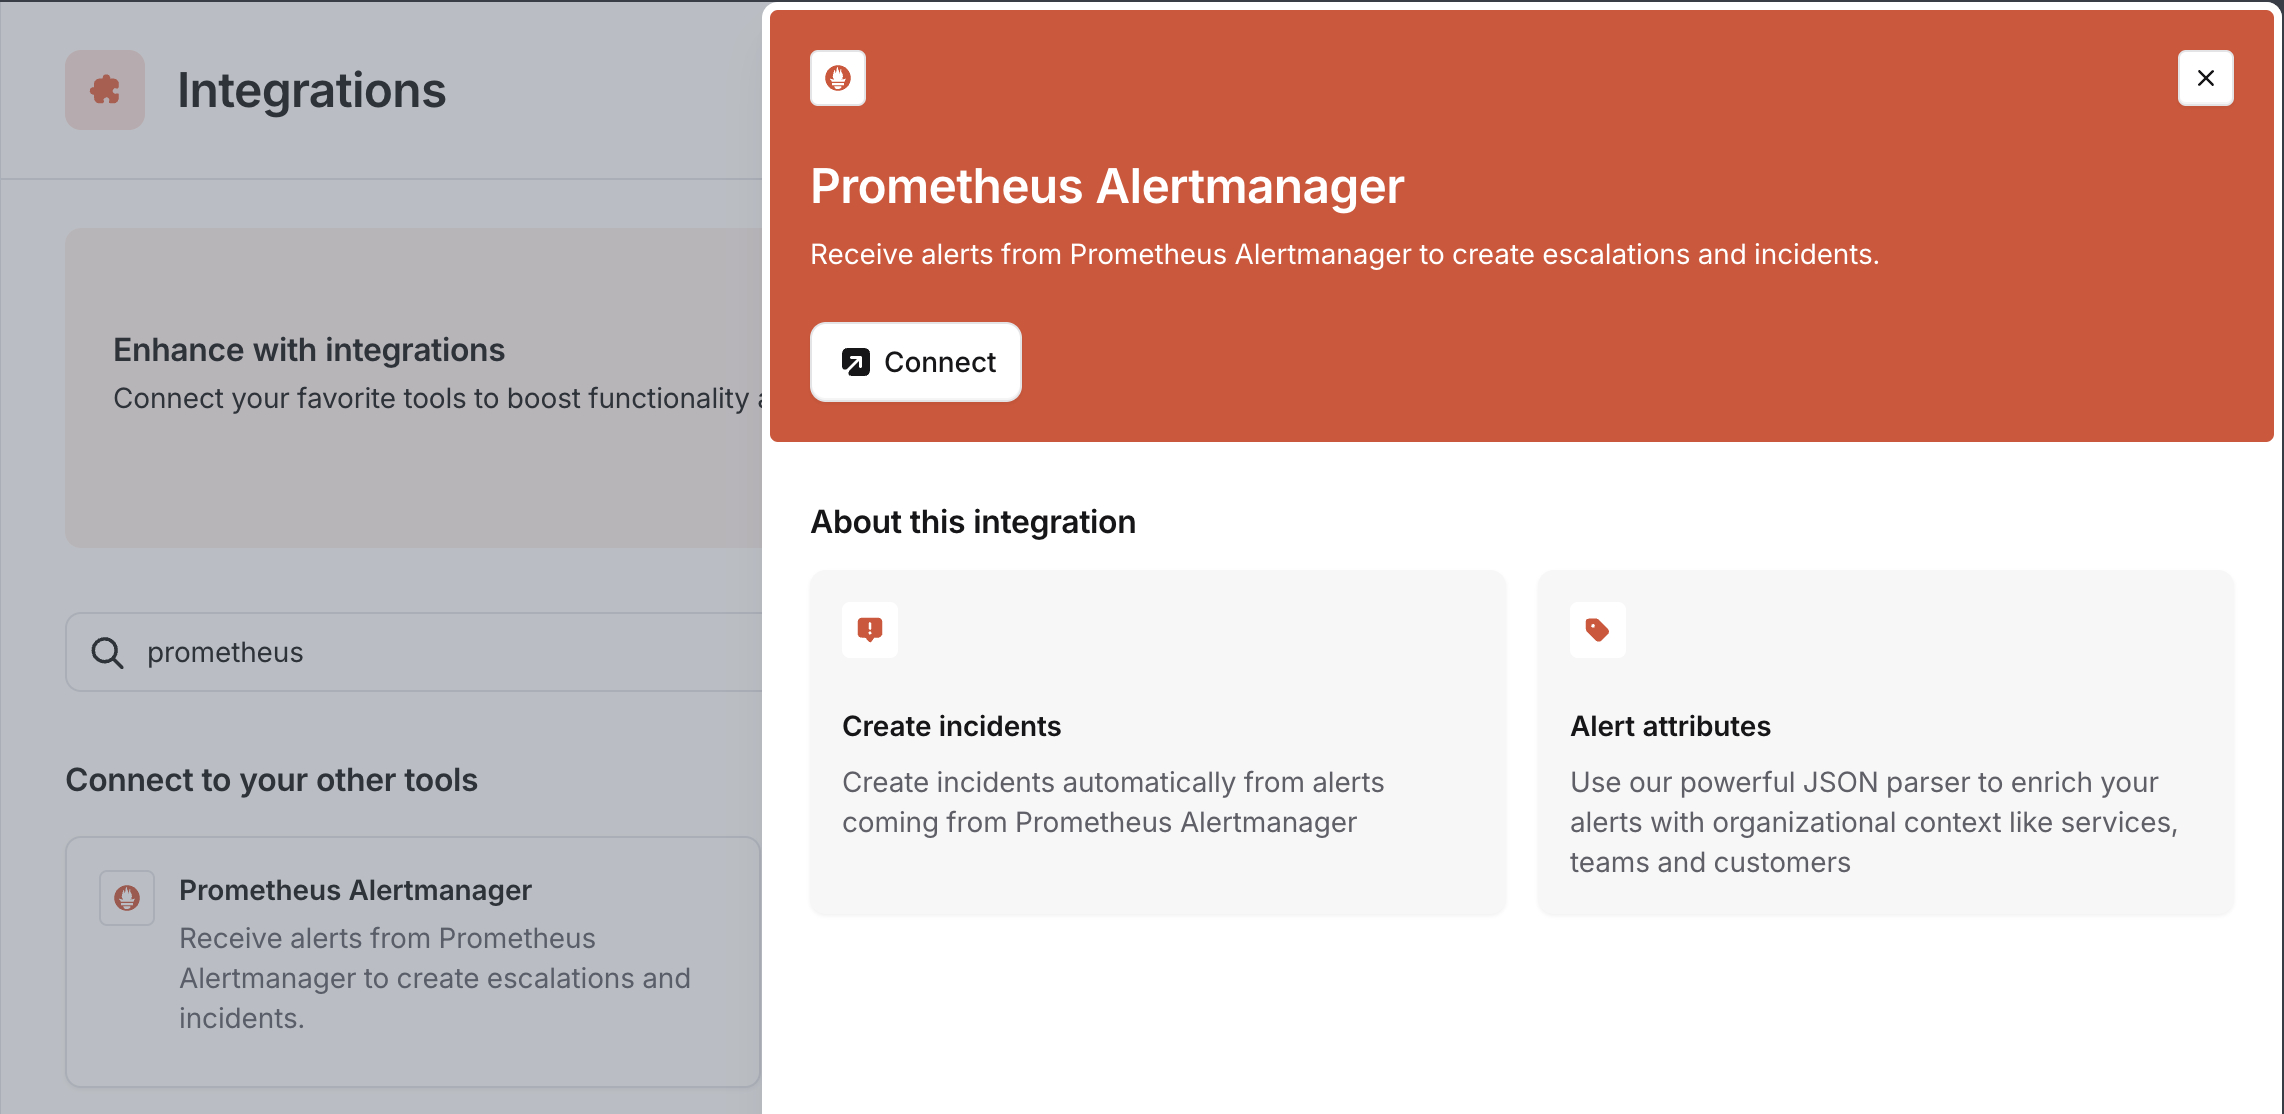 Integrations
Enhance with integrations
Connect your favorite tools to boost functionality
prometheus
Connect to your other tools
Prometheus Alertmanager
Receive alerts from Prometheus
Alertmanager to create escalations and
incidents.
Prometheus Alertmanager
Receive alerts from Prometheus Alertmanager to create escalations and incidents.
Connect
About this integration
Create incidents
Create incidents automatically from alerts
coming from Prometheus Alertmanager
Alert attributes
Use our powerful JSON parser to enrich your
alerts with organizational context like services,
teams and customers